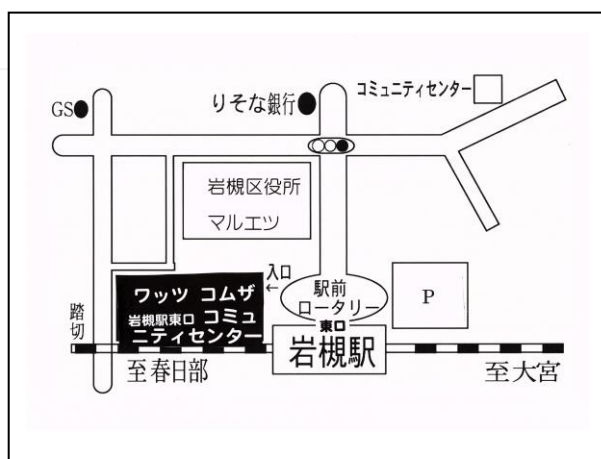 コミュニティセンター
GS
りそな銀行
岩槻区役所
マルエツ
入口
←
駅前
ロータリー
P
ワッツ コムザ
岩槻駅東口 コミュ
ニティセンター
踏切
東口
岩槻駅
至春日部
至大宮